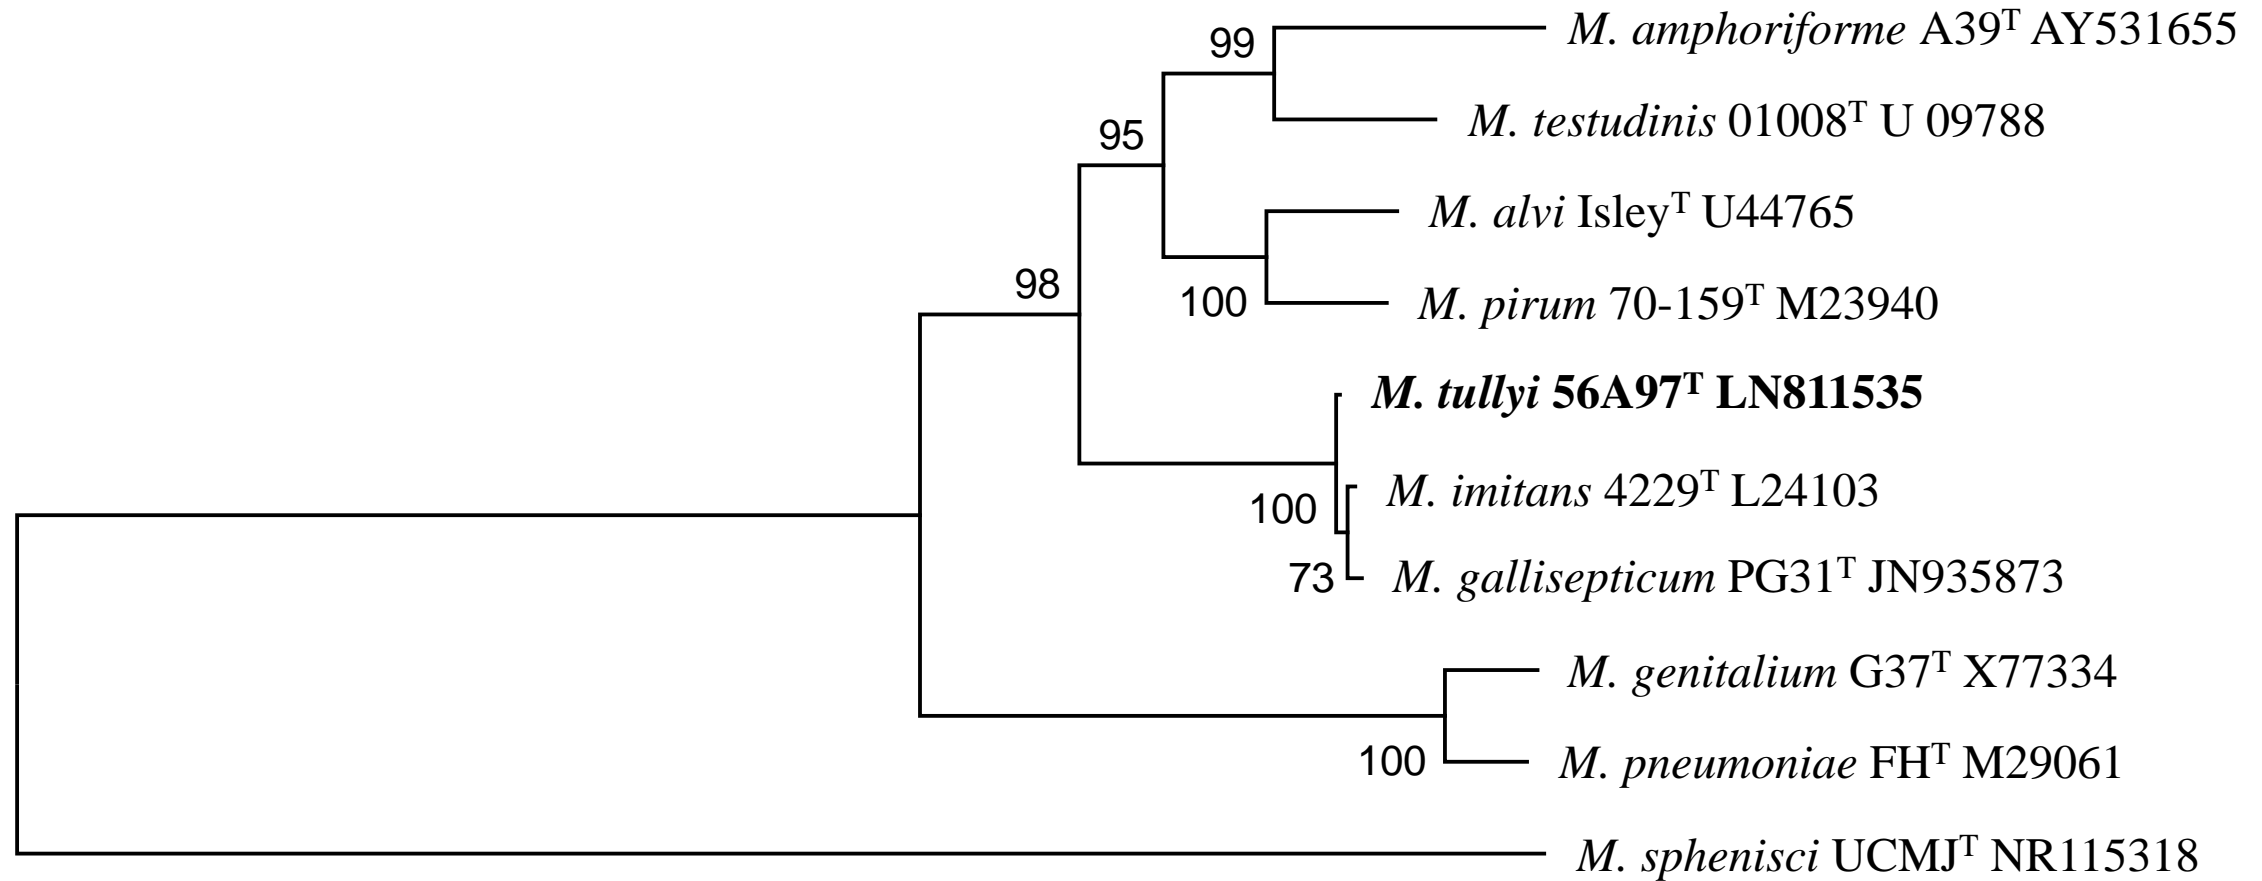 99
M. amphoriforme A39ᵀ AY531655
95
M. testudinis 01008ᵀ U 09788
M. alvi Isleyᵀ U44765
98
100
M. pirum 70-159ᵀ M23940
M. tullyi 56A97ᵀ LN811535
M. imitans 4229ᵀ L24103
100
73
M. gallisepticum PG31ᵀ JN935873
M. genitalium G37ᵀ X77334
100
M. pneumoniae FHᵀ M29061
M. sphenisci UCMJᵀ NR115318